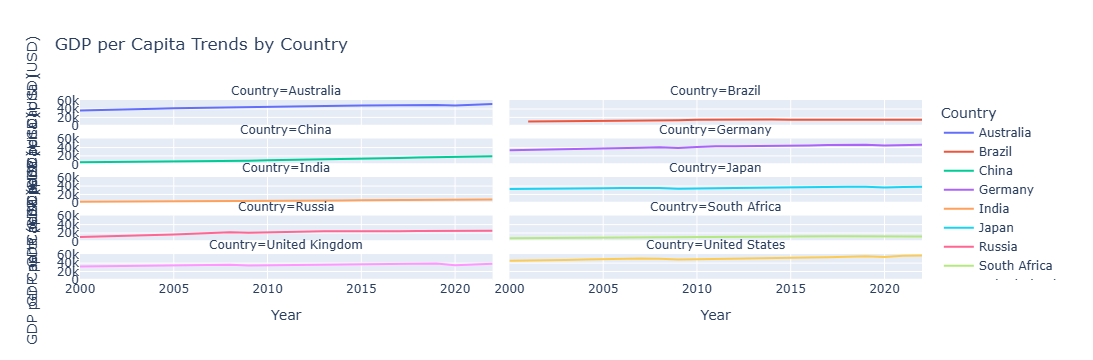 GDP per Capita Trends by Country
Country=Australia
Country=Brazil
60k
40k
20k
0
Country=China
Country=Germany
60k
40k
20k
0
Country=India
Country=Japan
60k
40k
20k
0
Country=Russia
Country=South Africa
60k
40k
20k
0
Country=United Kingdom
Country=United States
60k
40k
20k
0
2000 2005 2010 2015 2020
2000 2005 2010 2015 2020
Year
Year
Country
Australia
Brazil
China
Germany
India
Japan
Russia
South Africa